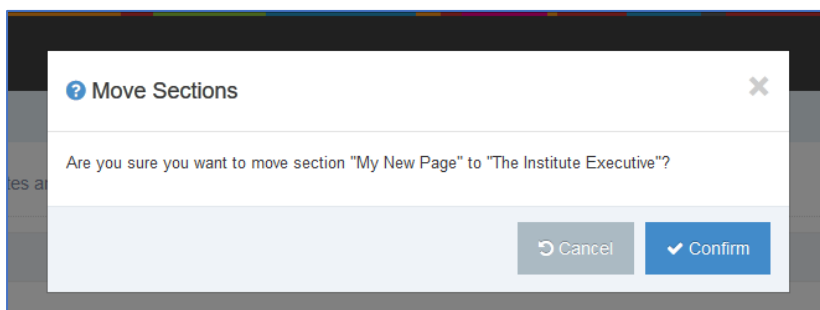 Move Sections
Are you sure you want to move section "My New Page" to "The Institute Executive"?
tes a
Cancel
Confirm